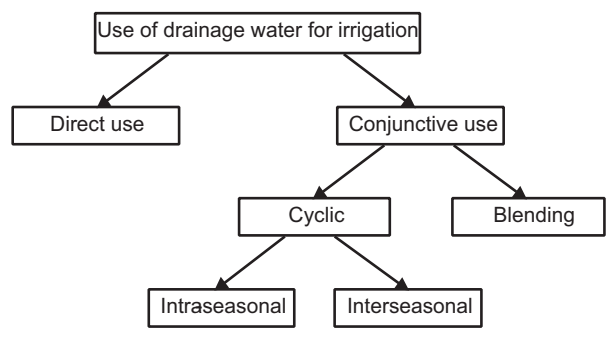 Use of drainage water for irrigation
Direct use
Conjunctive use
Cyclic
Blending
Intraseasonal
Interseasonal